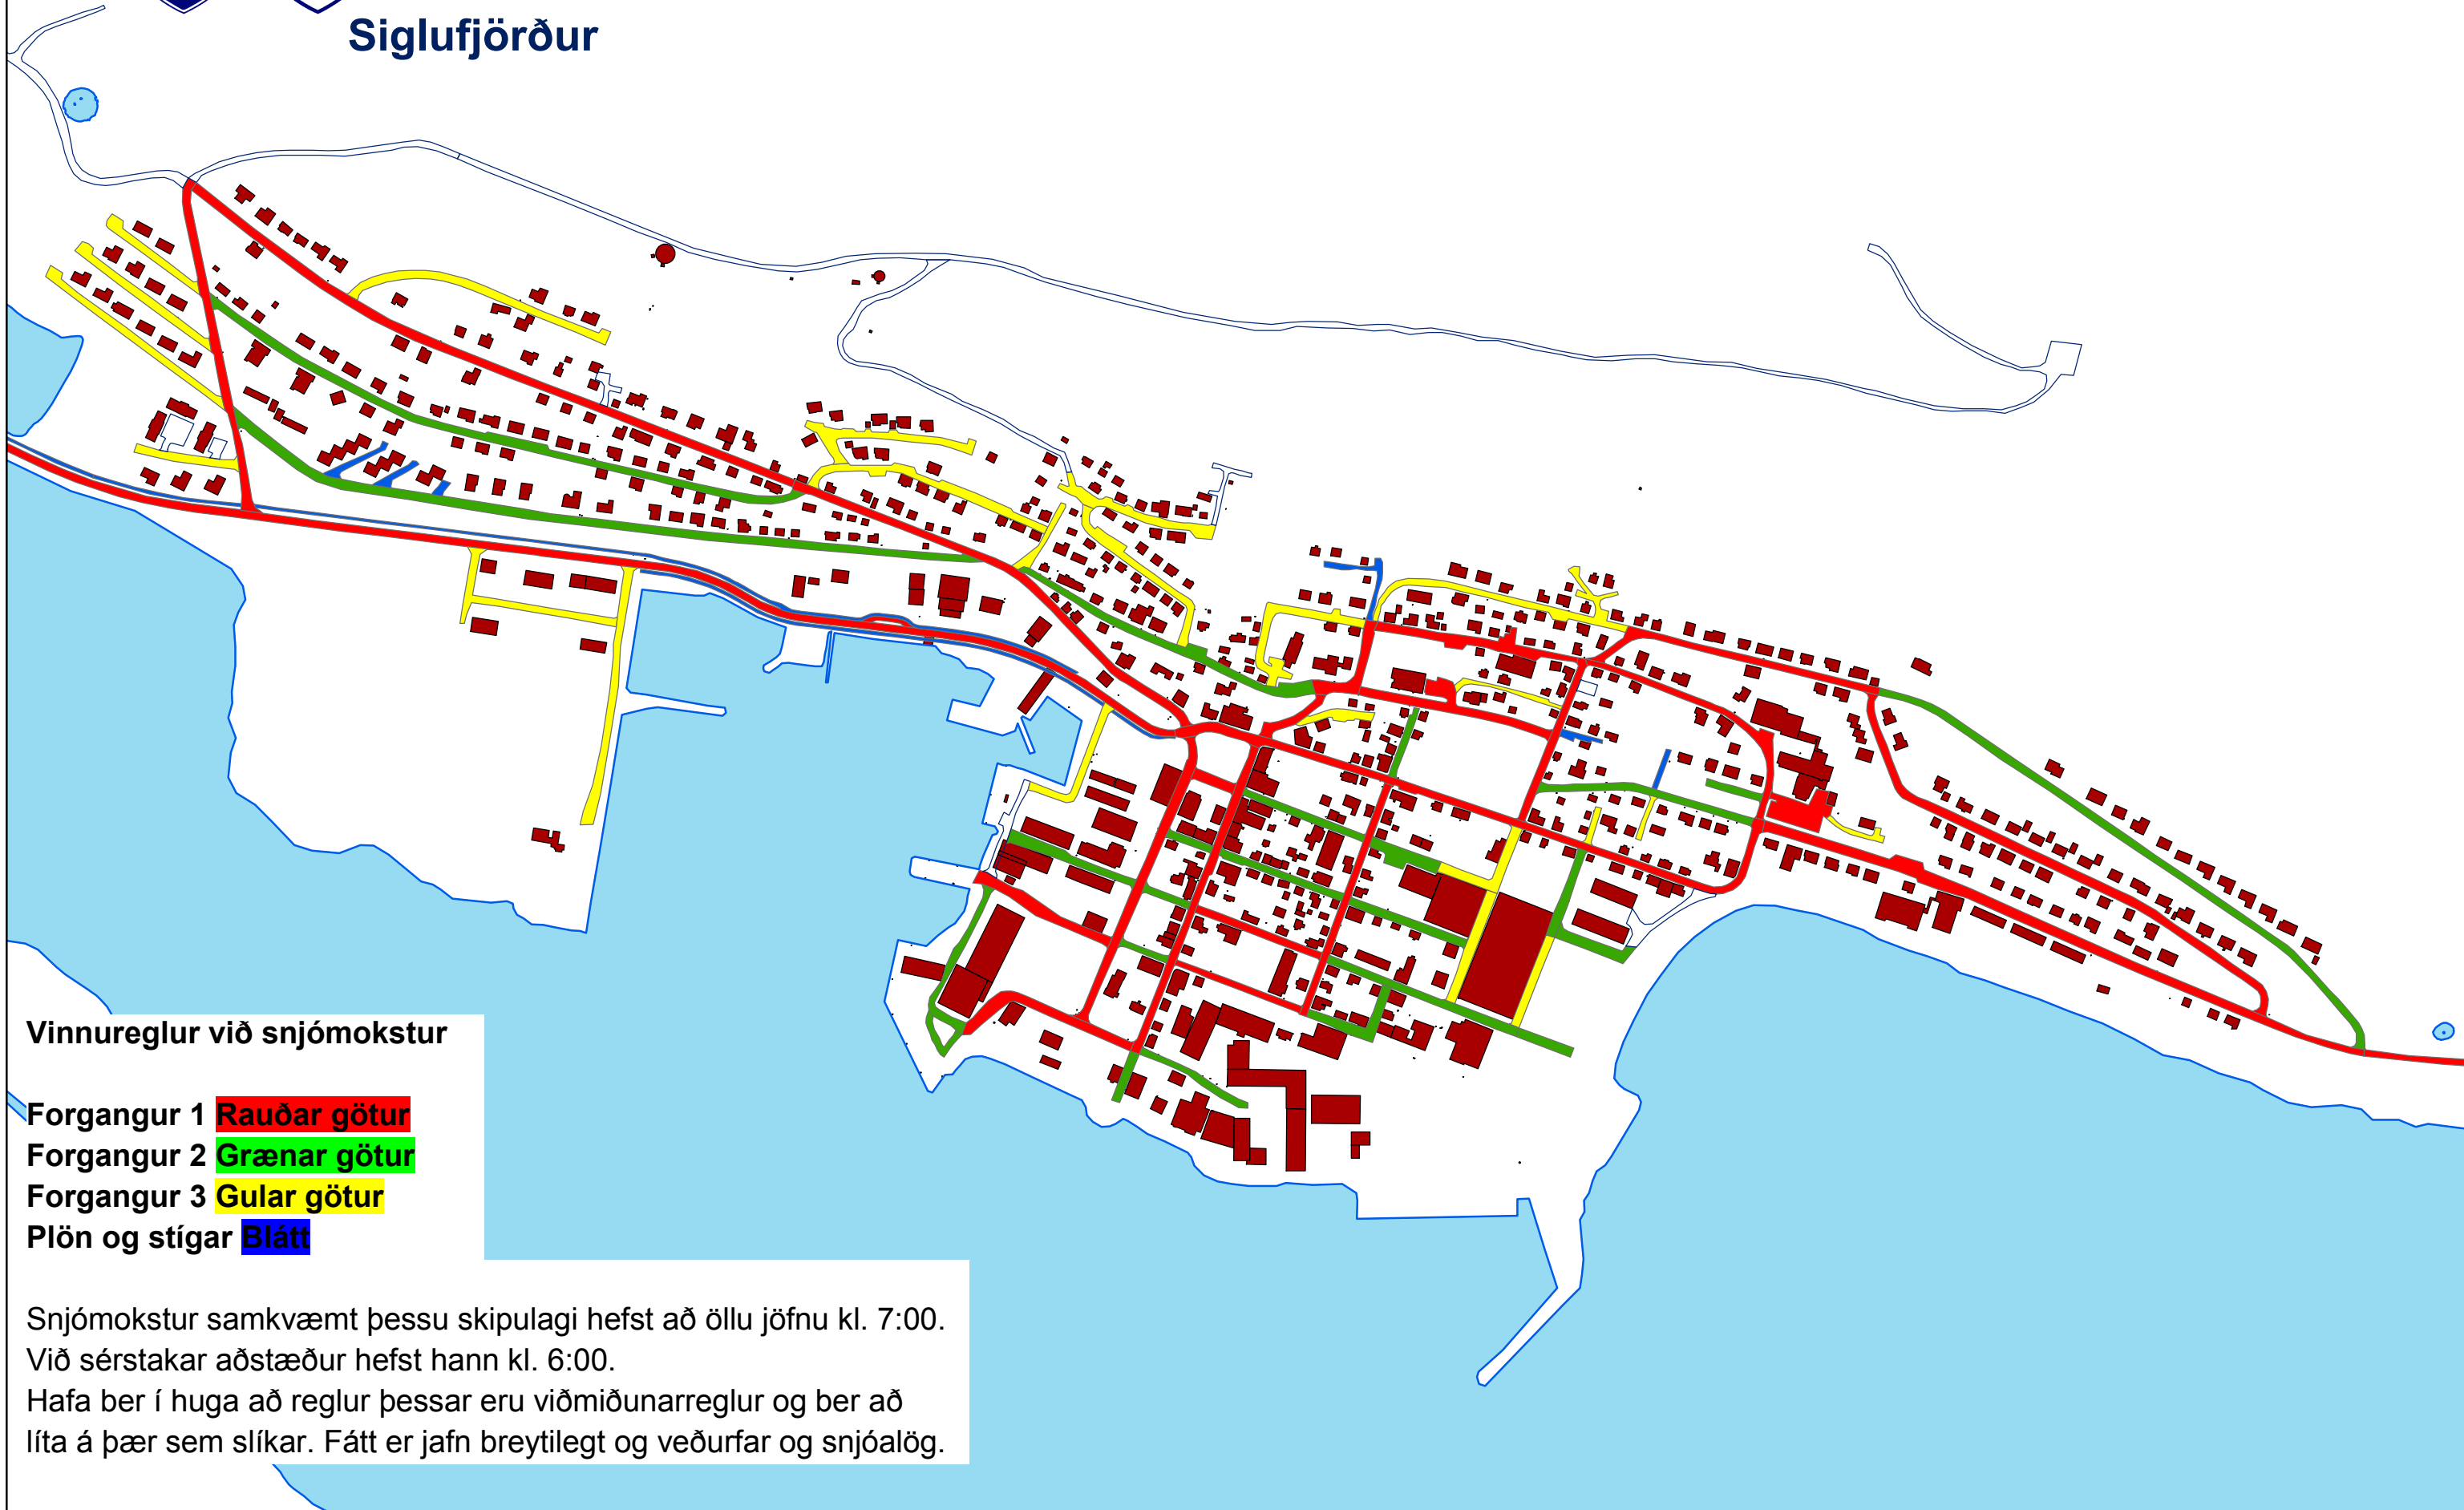 Siglufjörður
Vinnureglur við snjómokstur
Forgangur 1 Rauðar götur
Forgangur 2 Grænar götur
Forgangur 3 Gular götur
Plön og stígar Blátt
Snjómokstur samkvæmt þessu skipulagi hefst að öllu jöfnu kl. 7:00.
Við sérstakar aðstæður hefst hann kl. 6:00.
Hafa ber í huga að reglur þessar eru viðmiðunarreglur og ber að
líta á þær sem slíkar. Fátt er jafn breytilegt og veðurfar og snjóalög.